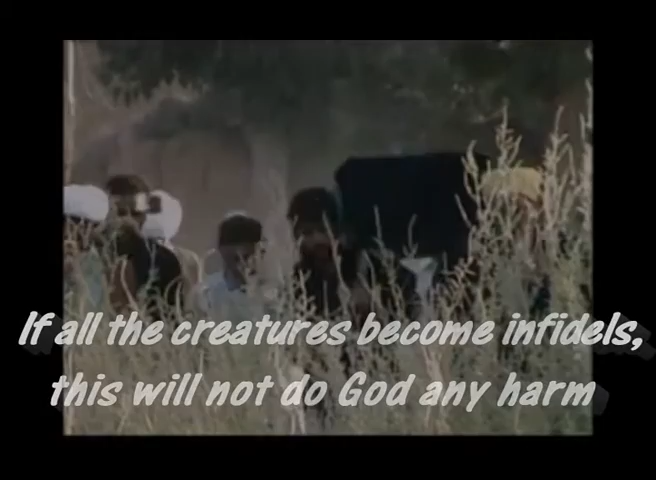 If all the creatures become infidels,
this will not do God any harm